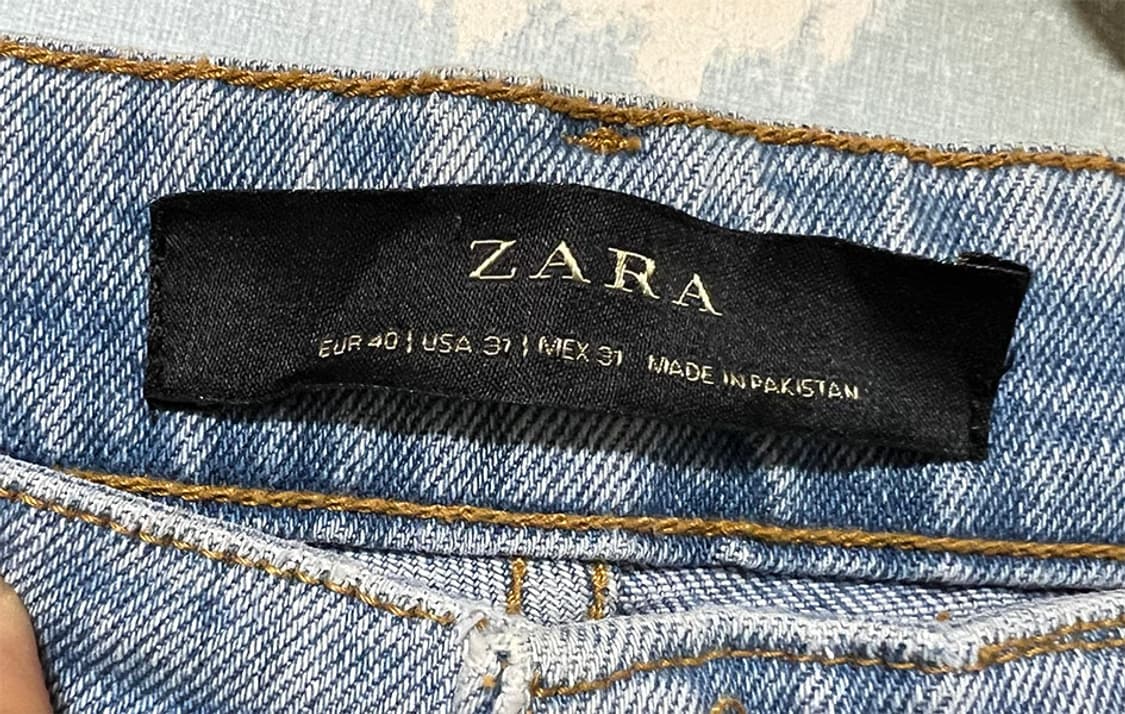 ZARA
EUR 40 | USA 31 | MEX 31 MADE IN PAKISTAN